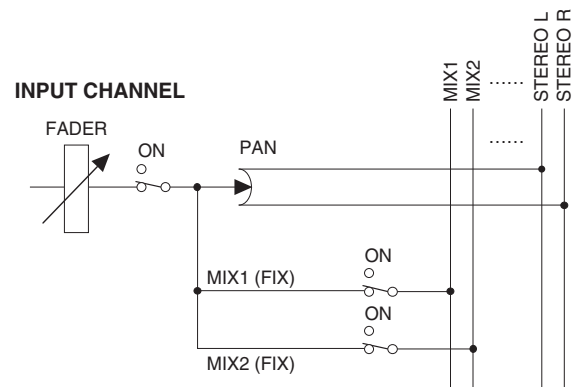 MIX1
MIX2
......
STEREO L
STEREO R
INPUT CHANNEL
FADER
ON
PAN
......
ON
MIX1 (FIX)
ON
MIX2 (FIX)